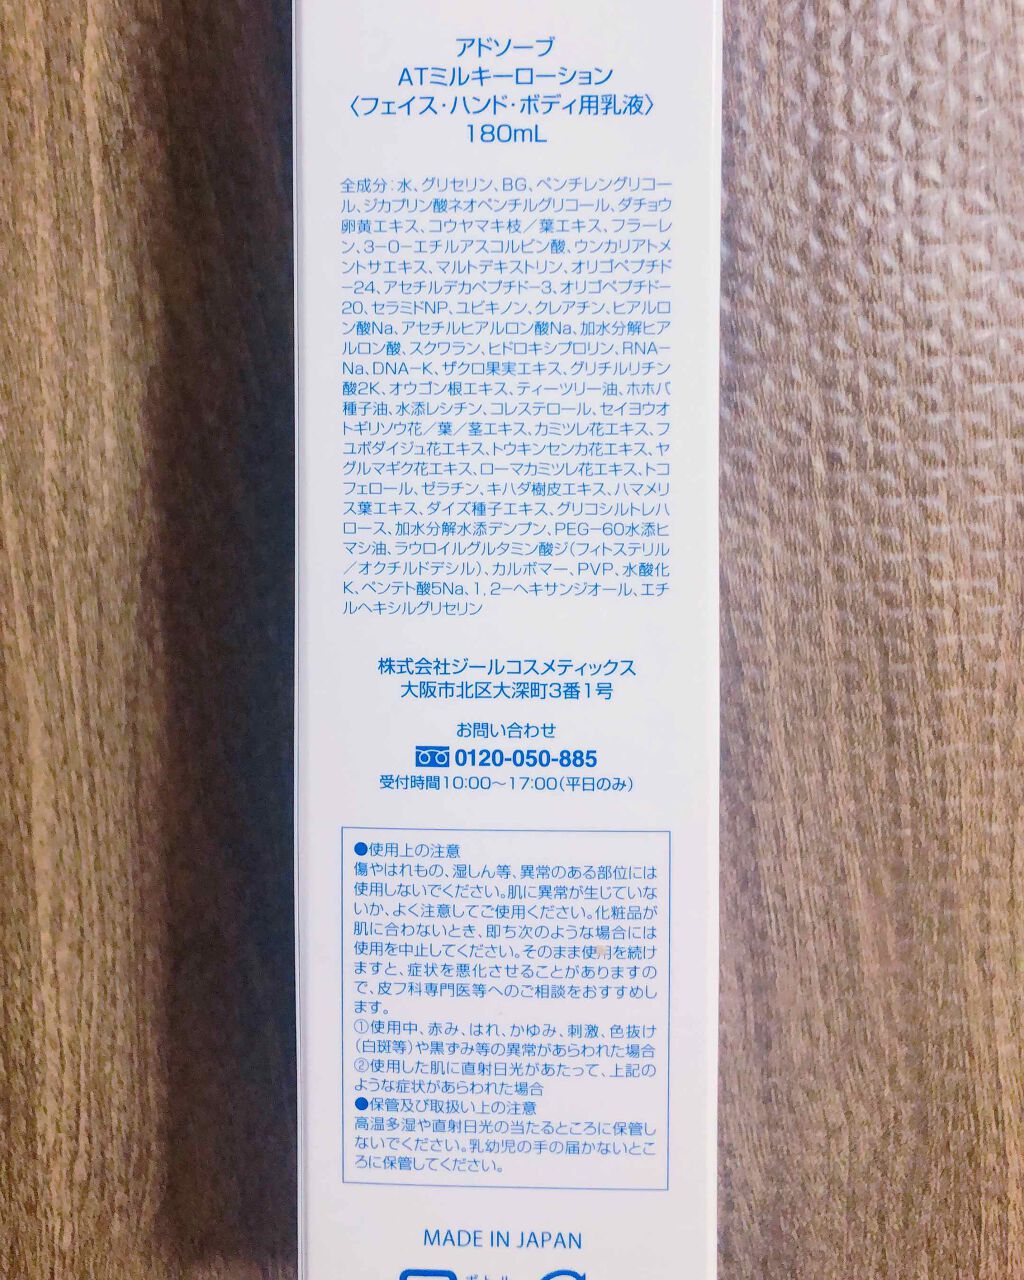 アドソーブ
ATミルキーローション
〈フェイス・ハンド・ボディ用乳液〉
180mL
全成分:水、グリセリン、BG、ペンチレングリコー
ル、ジカプリン酸ネオペンチルグリコール、ダチョウ
卵黄エキス、コウヤマキ枝／葉エキス、フラーレ
ン、3-O-エチルアスコルビン酸、ウンカリアトメ
ントサエキス、マルトデキストリン、オリゴペプチド
-24、アセチルデカペプチド-3、オリゴペプチド-
20、セラミドNP、ユビキノン、クレアチン、ヒアルロ
ン酸Na、アセチルヒアルロン酸Na、加水分解ヒア
ルロン酸、スクワラン、ヒドロキシプロリン、RNA-
Na、DNA-K、ザクロ果実エキス、グリチルリチン
酸2K、オウゴン根エキス、ティーツリー油、ホホバ
種子油、水添レシチン、コレステロール、セイヨウオ
トギリソウ花／葉／茎エキス、カミツレ花エキス、フ
ユボダイジュ花エキス、トウキンセンカ花エキス、ヤ
グルマギク花エキス、ローマカミツレ花エキス、トコ
フェロール、ゼラチン、キハダ樹皮エキス、ハマメリ
ス葉エキス、ダイズ種子エキス、グリコシルトレハ
ロース、加水分解水添デンプン、PEG-60水添ヒ
マシ油、ラウロイルグルタミン酸ジ(フィトステリル
／オクチルドデシル)、カルボマー、PVP、水酸化
K、ペンテト酸5Na、1,2-ヘキサンジオール、エチ
ルヘキシルグリセリン
株式会社ジールコスメティックス
大阪市北区大深町3番1号
お問い合わせ
0120-050-885
受付時間10:00～17:00(平日のみ)
●使用上の注意
傷やはれもの、湿しん等、異常のある部位には
使用しないでください。肌に異常が生じていな
いか、よく注意してご使用ください。化粧品が
肌に合わないとき、即ち次のような場合には
使用を中止してください。そのまま使用を続け
ますと、症状を悪化させることがありますの
で、皮フ科専門医等へのご相談をおすすめし
ます。
①使用中、赤み、はれ、かゆみ、刺激、色抜け
(白斑等)や黒ずみ等の異常があらわれた場合
②使用した肌に直射日光があたって、上記の
ような症状があらわれた場合
●保管及び取扱い上の注意
高温多湿や直射日光の当たるところに保管し
ないでください。乳幼児の手の届かないとこ
ろに保管してください。
MADE IN JAPAN
ボトル